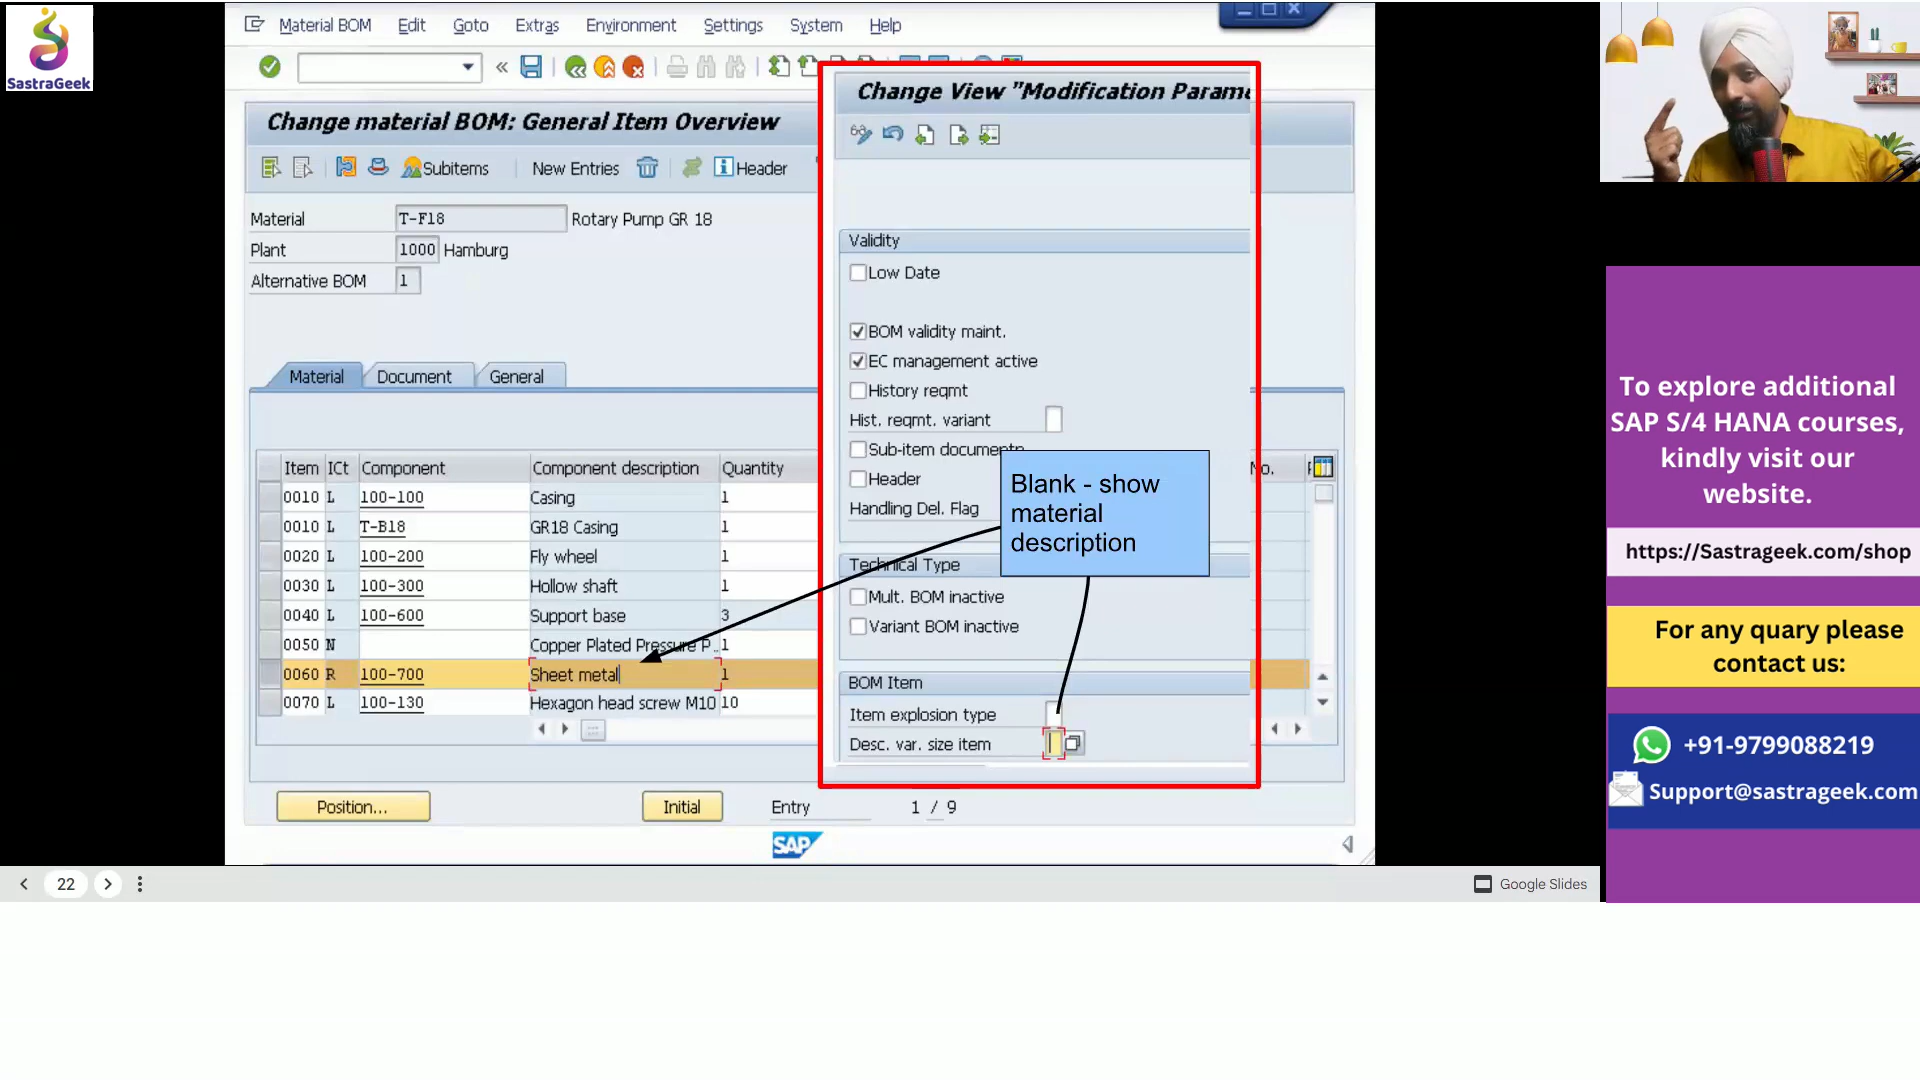 SastraGeek
Material BOM Edit Goto Extras Environment Settings System Help
Change material BOM: General Item Overview
Subitems New Entries Header
Material T-F18 Rotary Pump GR 18
Plant 1000 Hamburg
Alternative BOM 1
Material Document General
Item ICt Component Component description Quantity
0010 L 100-100 Casing 1
0010 L T-B18 GR18 Casing 1
0020 L 100-200 Fly wheel 1
0030 L 100-300 Hollow shaft 1
0040 L 100-600 Support base 3
0050 N Copper Plated Pressure P.. 1
0060 R 100-700 Sheet metal 1
0070 L 100-130 Hexagon head screw M10 10
Position... Initial Entry 1 / 9
SAP
Change View "Modification Parame
Validity
Low Date
BOM validity maint.
EC management active
History reqmt
Hist. reqmt. variant
Sub-item documentn
Header
Handling Del. Flag
Technical Type
Mult. BOM inactive
Variant BOM inactive
BOM Item
Item explosion type
Desc. var. size item
Blank - show
material
description
No.
22
Google Slides
To explore additional
SAP S/4 HANA courses,
kindly visit our
website.
https://Sastrageek.com/shop
For any quary please
contact us:
+91-9799088219
Support@sastrageek.com